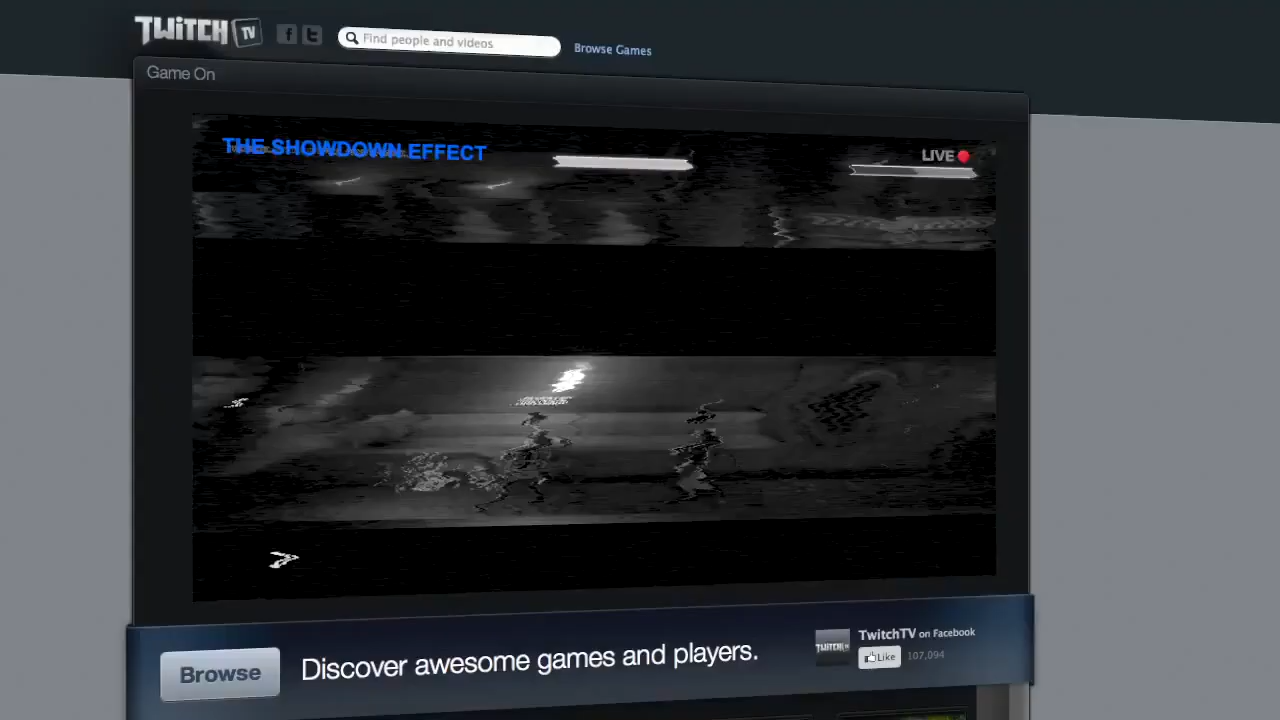 TWiTCH TV
f t Find people and videos Browse Games
Game On
THE SHOWDOWN EFFECT
LIVE
Browse
Discover awesome games and players.
TWiTCH
TwitchTV on Facebook
Like 107,094